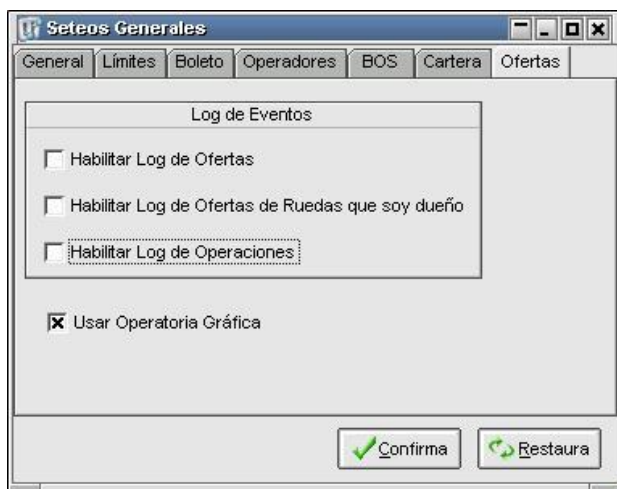 Seteos Generales
General Límites Boleto Operadores BOS Cartera Ofertas
Log de Eventos
Habilitar Log de Ofertas
Habilitar Log de Ofertas de Ruedas que soy dueño
Habilitar Log de Operaciones
Usar Operatoria Gráfica
Confirma Restaura